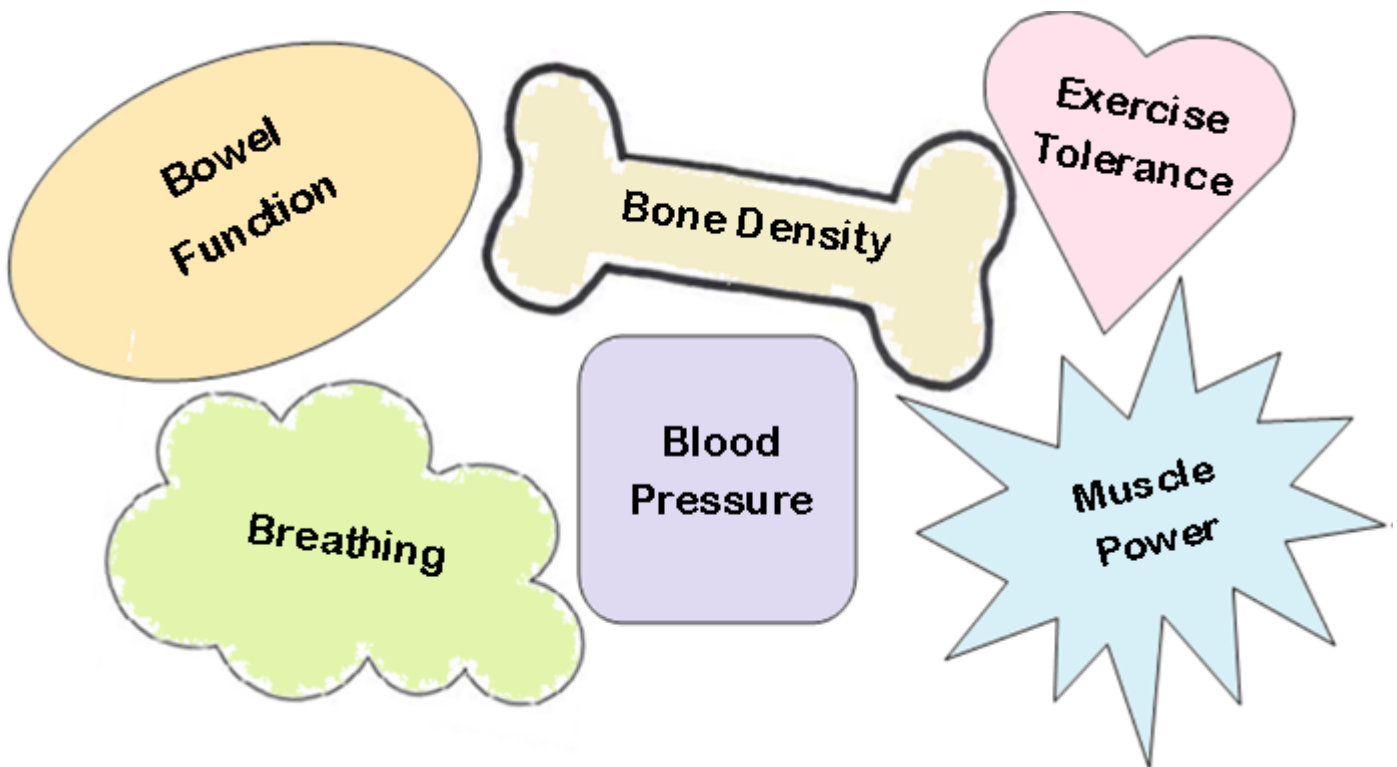 Bowel
Function
Bone Density
Exercise
Tolerance
Breathing
Blood
Pressure
Muscle
Power